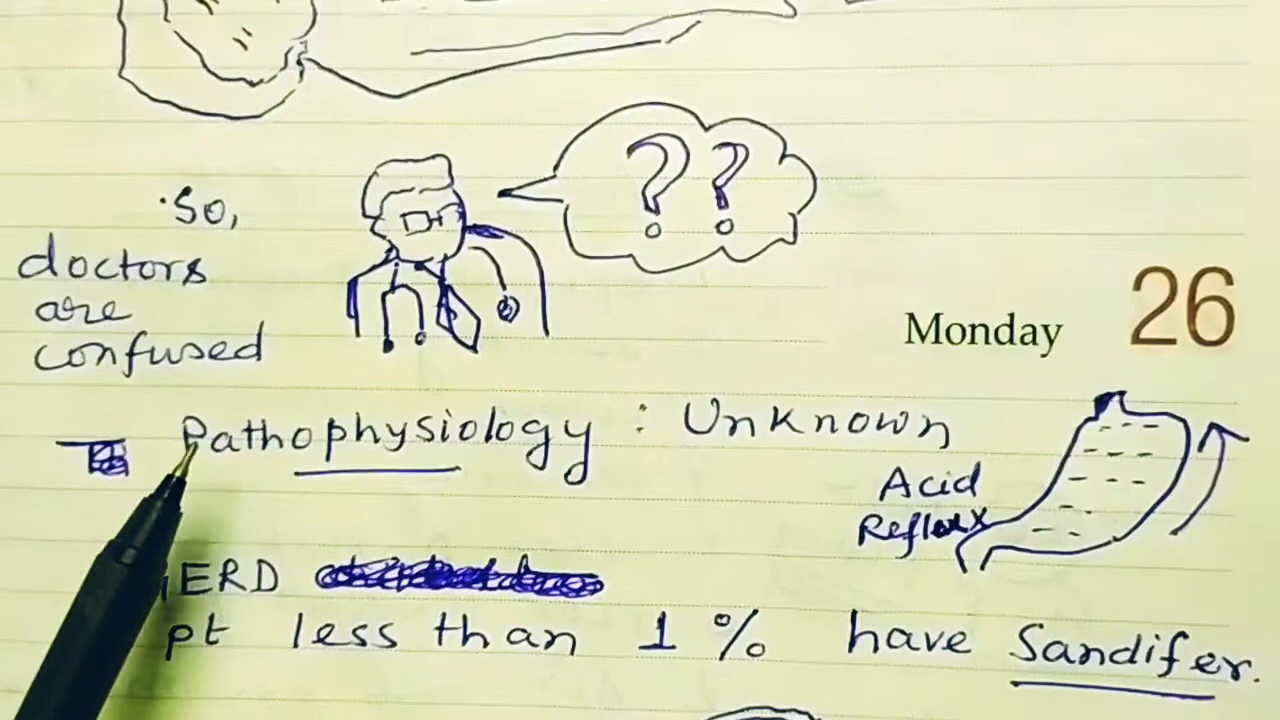 ·So,
doctors
are
confused
? ?
Monday 26
Pathophysiology : Unknown
Acid
Reflux
ERD
pt less than 1 % have Sandifer.